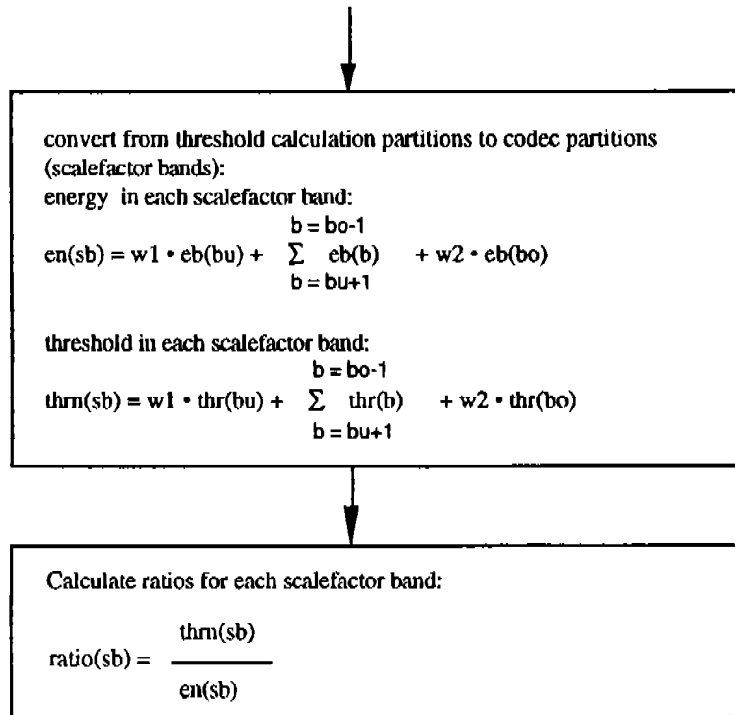 convert from threshold calculation partitions to codec partitions
(scalefactor bands):
energy in each scalefactor band:
b = bo-1
en(sb) = w1 • eb(bu) + Σ eb(b) + w2 • eb(bo)
b = bu+1
threshold in each scalefactor band:
b = bo-1
thrn(sb) = w1 • thr(bu) + Σ thr(b) + w2 • thr(bo)
b = bu+1
Calculate ratios for each scalefactor band:
thrn(sb)
ratio(sb) =
en(sb)